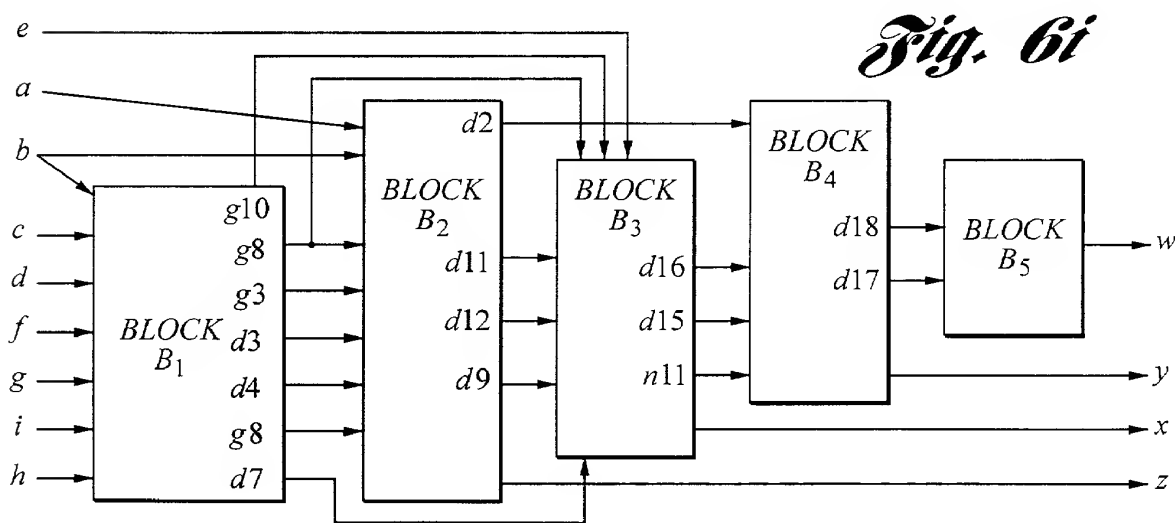 Fig. 6i
e
a
b
c
d
f
g
i
h
BLOCK
B1
g10
g8
g3
d3
d4
g8
d7
BLOCK
B2
d2
d11
d12
d9
BLOCK
B3
d16
d15
n11
BLOCK
B4
d18
d17
BLOCK
B5
w
y
x
z